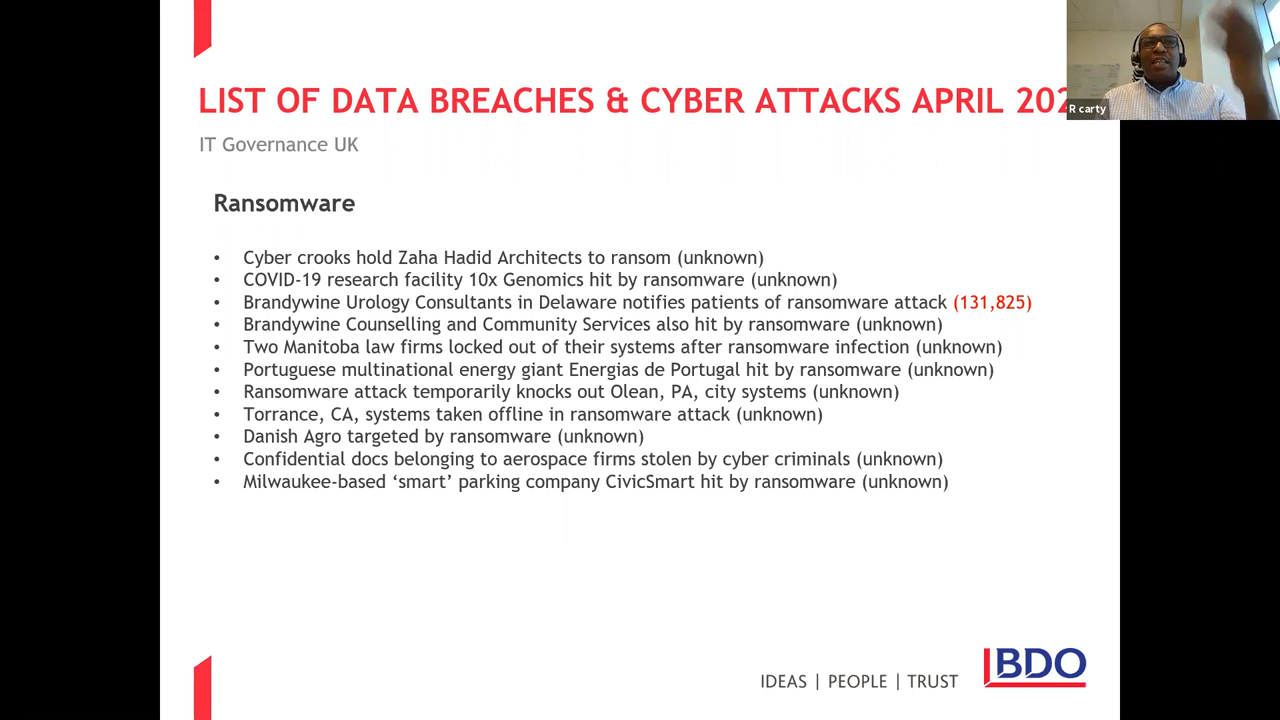 LIST OF DATA BREACHES & CYBER ATTACKS APRIL 202
R carty
IT Governance UK
Ransomware
• Cyber crooks hold Zaha Hadid Architects to ransom (unknown)
• COVID-19 research facility 10x Genomics hit by ransomware (unknown)
• Brandywine Urology Consultants in Delaware notifies patients of ransomware attack (131,825)
• Brandywine Counselling and Community Services also hit by ransomware (unknown)
• Two Manitoba law firms locked out of their systems after ransomware infection (unknown)
• Portuguese multinational energy giant Energias de Portugal hit by ransomware (unknown)
• Ransomware attack temporarily knocks out Olean, PA, city systems (unknown)
• Torrance, CA, systems taken offline in ransomware attack (unknown)
• Danish Agro targeted by ransomware (unknown)
• Confidential docs belonging to aerospace firms stolen by cyber criminals (unknown)
• Milwaukee-based ‘smart’ parking company CivicSmart hit by ransomware (unknown)
IDEAS | PEOPLE | TRUST
BDO